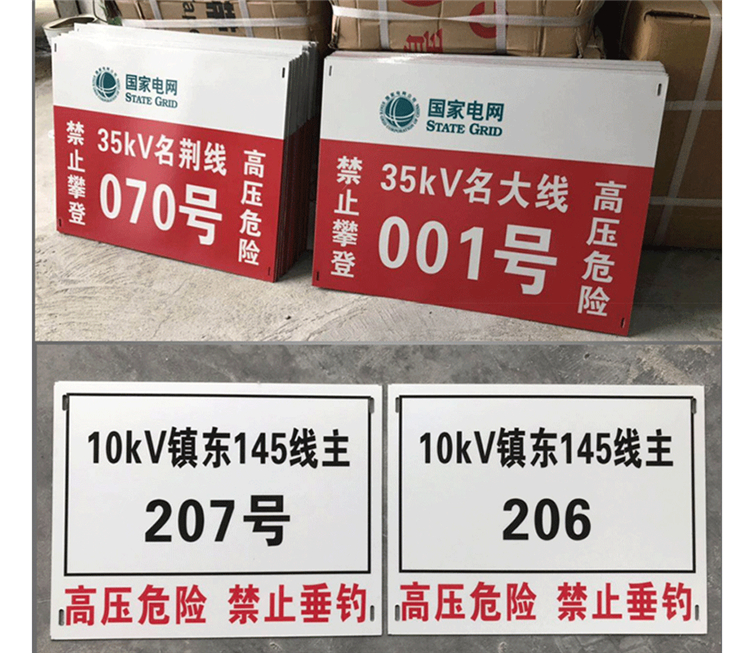 国家电网
STATE GRID
禁止攀登
35kV名荆线
070号
高压危险
国家电网
STATE GRID
禁止攀登
35kV名大线
001号
高压危险
10kV镇东145线主
207号
高压危险 禁止垂钓
10kV镇东145线主
206
高压危险 禁止垂钓